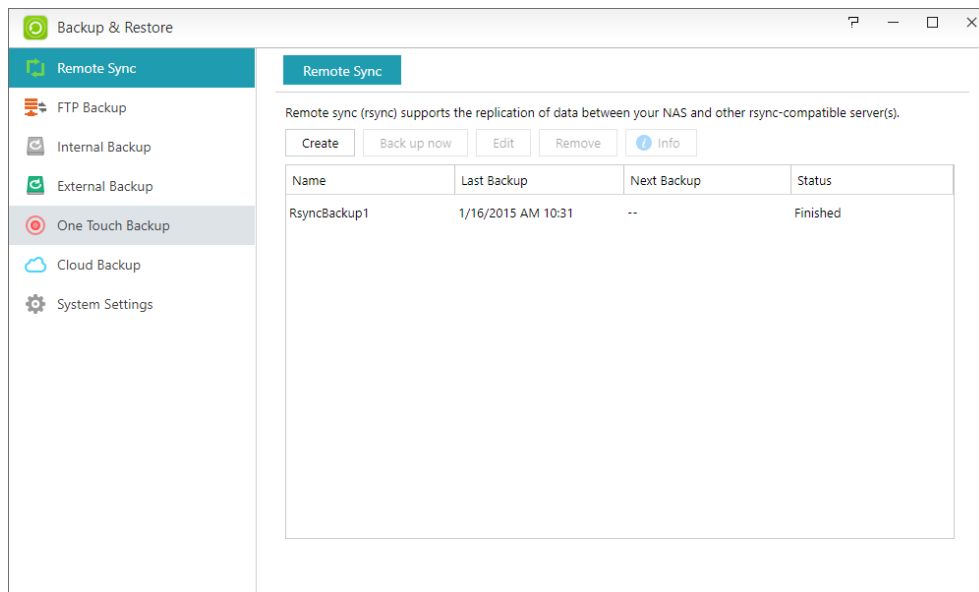 Backup & Restore
Remote Sync
FTP Backup
Internal Backup
External Backup
One Touch Backup
Cloud Backup
System Settings
Remote Sync
Remote sync (rsync) supports the replication of data between your NAS and other rsync-compatible server(s).
Create Back up now Edit Remove i Info
Name Last Backup Next Backup Status
RsyncBackup1 1/16/2015 AM 10:31 -- Finished